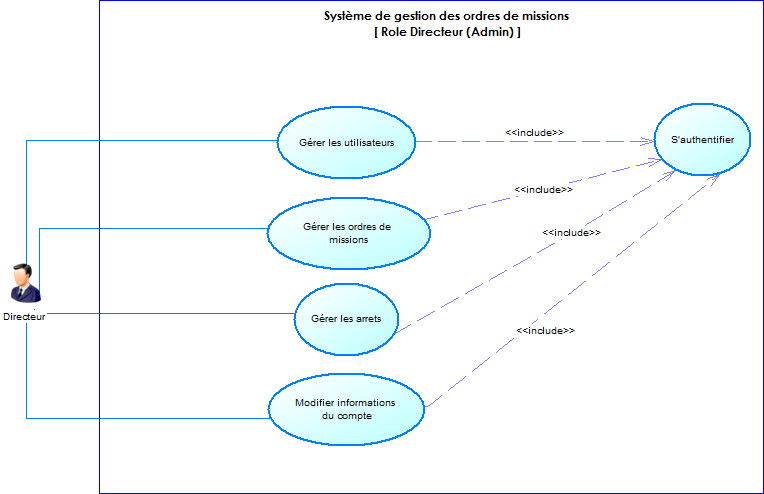 Système de gestion des ordres de missions
[ Role Directeur (Admin) ]
Gérer les utilisateurs
<<include>>
S'authentifier
<<include>>
Gérer les ordres de
missions
<<include>>
Directeur
Gérer les arrets
<<include>>
Modifier informations
du compte